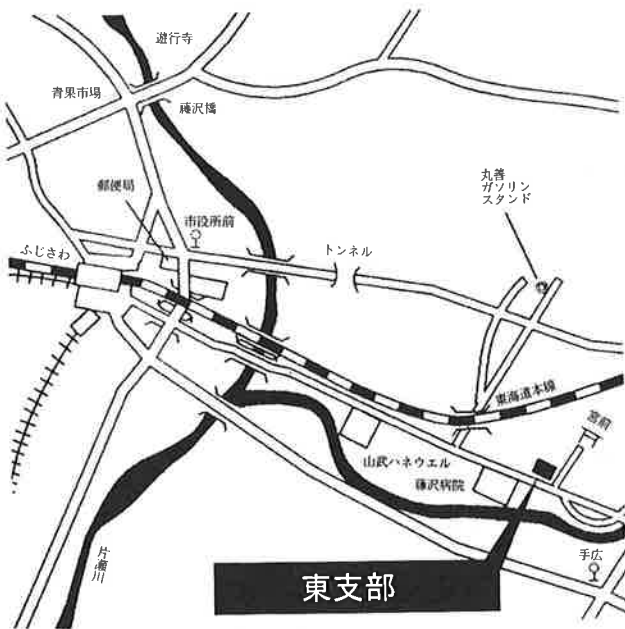 遊行寺
青果市場
藤沢橋
丸善
ガソリン
スタンド
郵便局
市役所前
トンネル
ふじさわ
東海道本線
宮前
山武ハネウエル
藤沢病院
片瀬川
手広
東支部